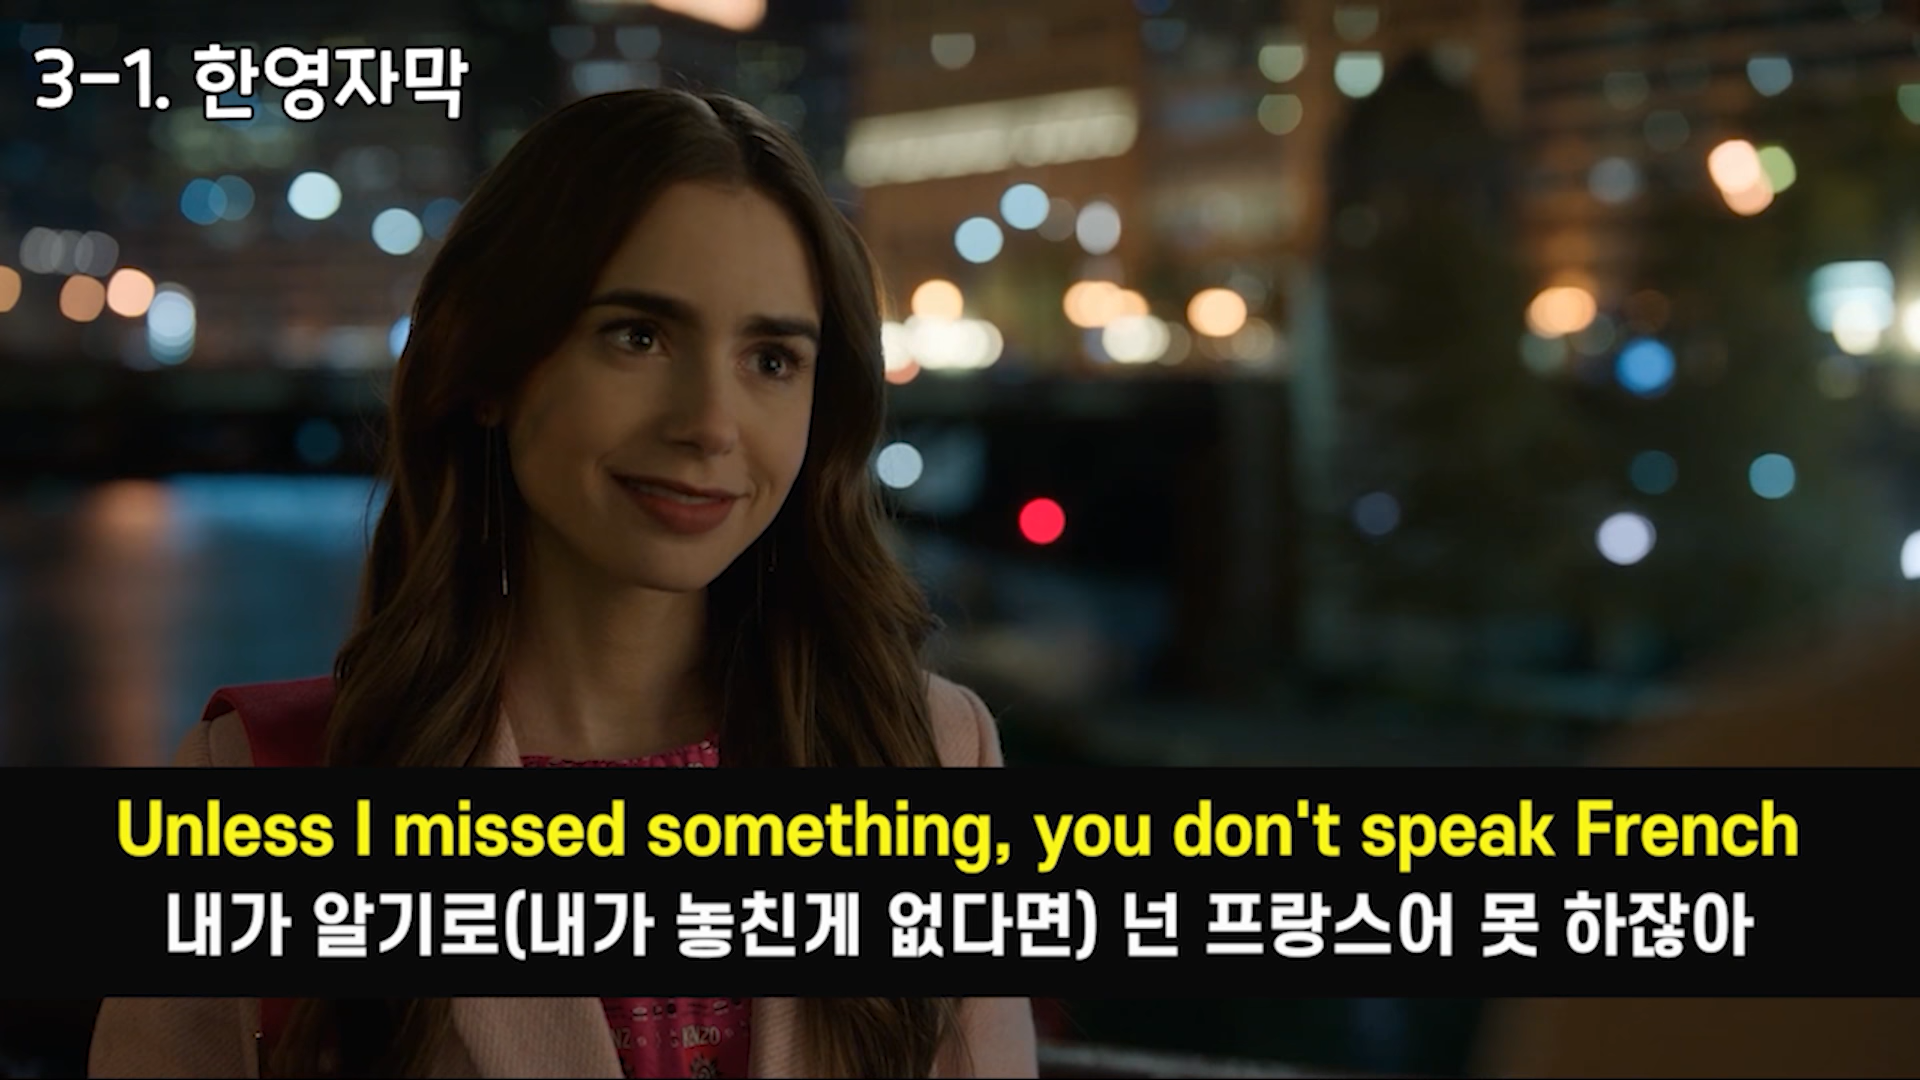 3-1. 한영자막
Unless I missed something, you don't speak French
내가 알기로(내가 놓친게 없다면) 넌 프랑스어 못 하잖아
KENZO